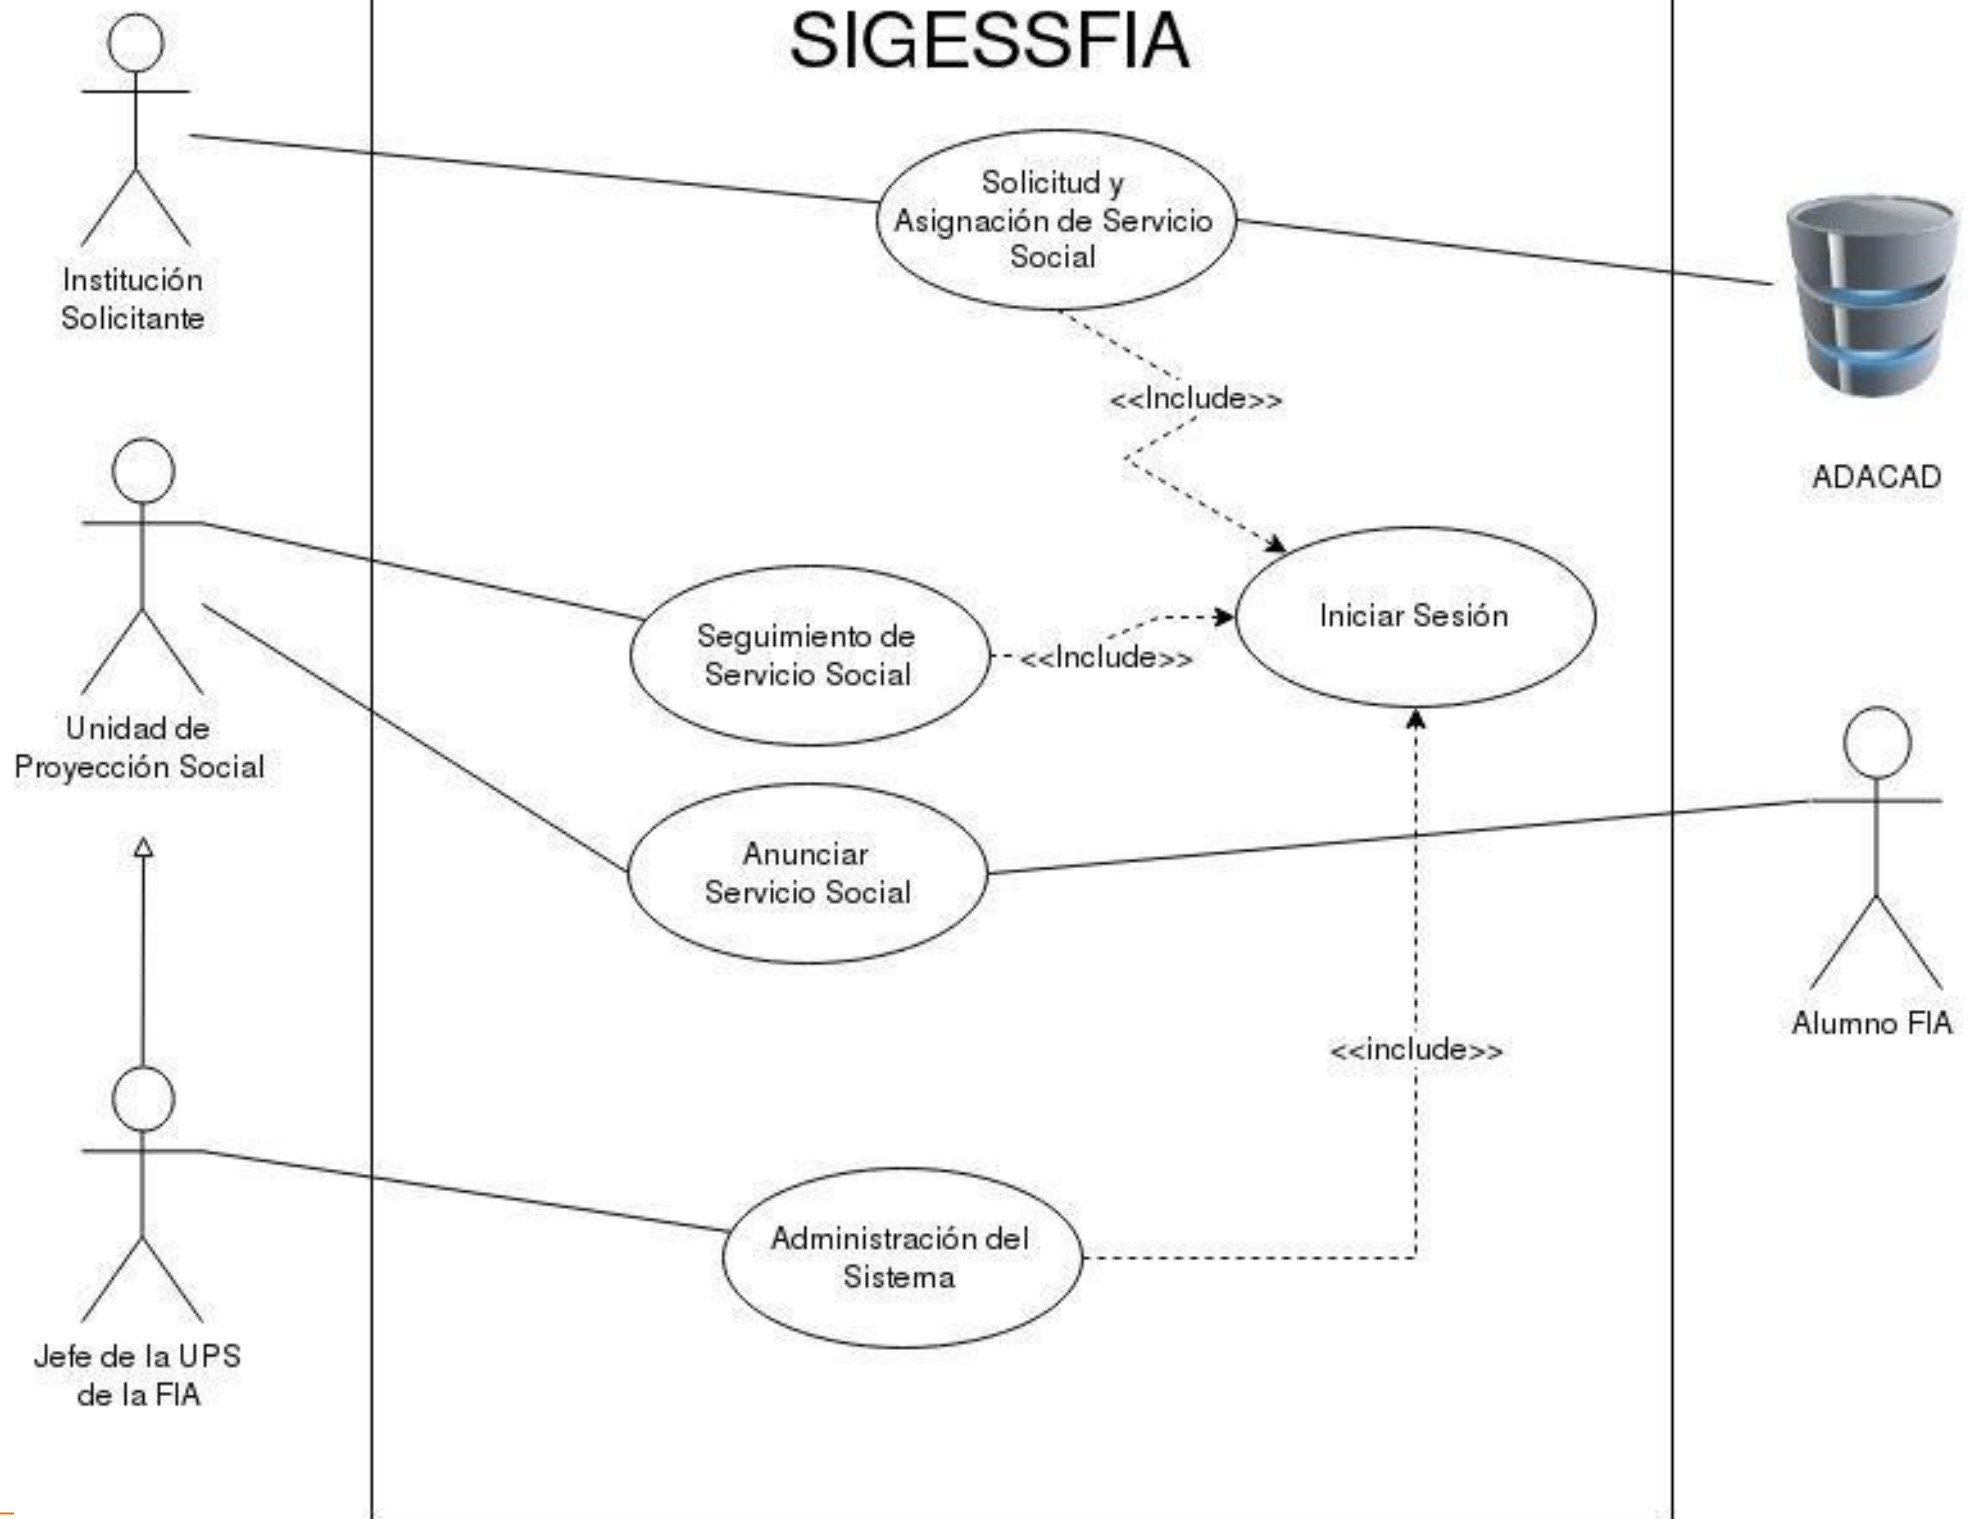 SIGESSFIA
Solicitud y
Asignación de Servicio
Social
Institución
Solicitante
<<Include>>
ADACAD
Iniciar Sesión
Seguimiento de
Servicio Social
<<Include>>
Unidad de
Proyección Social
Anunciar
Servicio Social
Alumno FIA
<<include>>
Administración del
Sistema
Jefe de la UPS
de la FIA